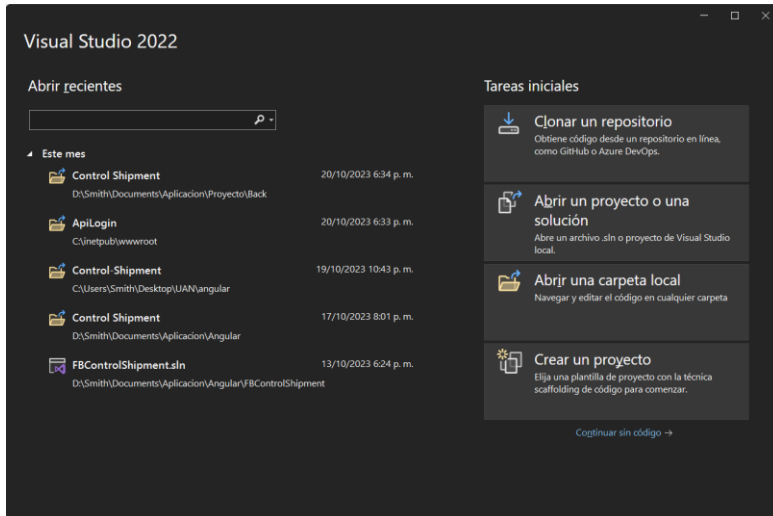 Visual Studio 2022
Abrir recientes
Este mes
Control Shipment 20/10/2023 6:34 p. m.
D:\Smith\Documents\Aplicacion\Proyecto\Back
ApiLogin 20/10/2023 6:33 p. m.
C:\inetpub\wwwroot
Control-Shipment 19/10/2023 10:43 p. m.
C:\Users\Smith\Desktop\UAN\angular
Control Shipment 17/10/2023 8:01 p. m.
D:\Smith\Documents\Aplicacion\Angular
FBControlShipment.sln 13/10/2023 6:24 p. m.
D:\Smith\Documents\Aplicacion\Angular\FBControlShipment
Tareas iniciales
Clonar un repositorio
Obtiene código desde un repositorio en línea,
como GitHub o Azure DevOps.
Abrir un proyecto o una
solución
Abre un archivo .sln o proyecto de Visual Studio
local.
Abrir una carpeta local
Navegar y editar el código en cualquier carpeta
Crear un proyecto
Elija una plantilla de proyecto con la técnica
scaffolding de código para comenzar.
Continuar sin código →